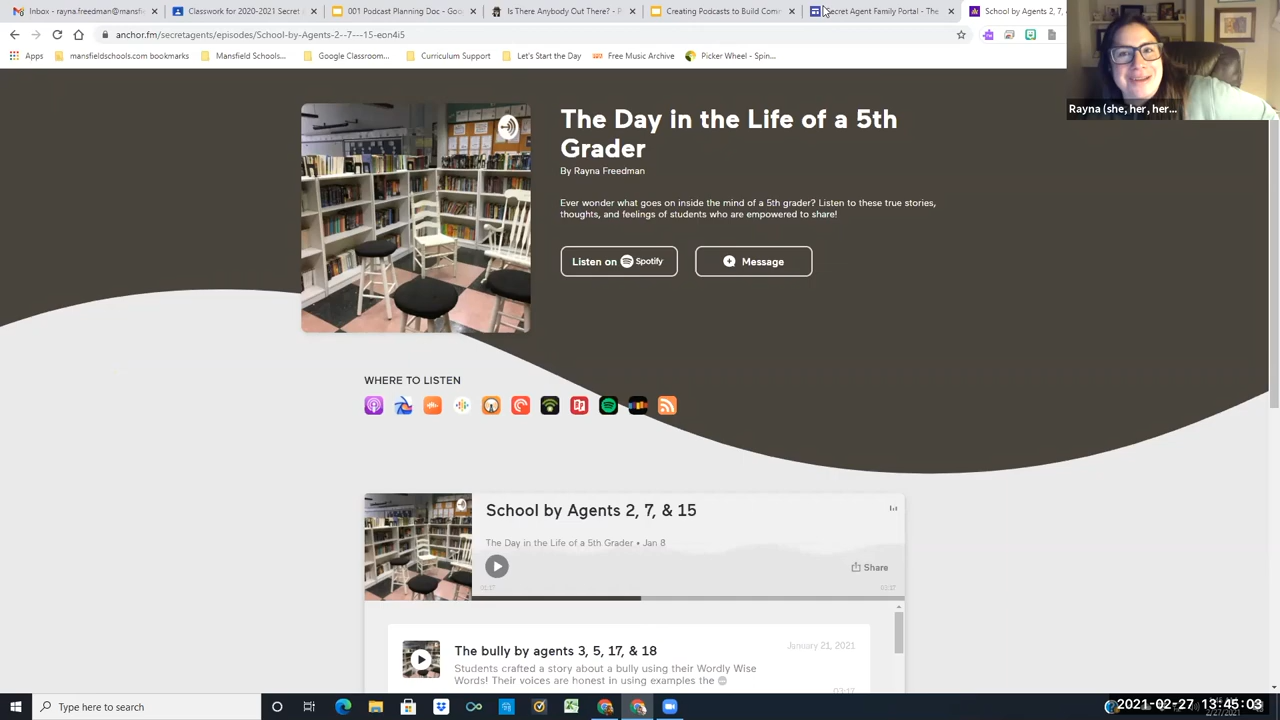 Inbox - rayna.freedman@mansfi
Classwork for 2020-2021 Secret
001 Podcast Planning Doc - Goo
Is There Anybody Out There? - P
Creating Podcasts to Build Com
Secret Agent Family Portal - The
School by Agents 2, 7,
anchor.fm/secretagents/episodes/School-by-Agents-2--7---15-eon4i5
Apps
mansfieldschools.com bookmarks
Mansfield Schools...
Google Classroom...
Curriculum Support
Let's Start the Day
Free Music Archive
Picker Wheel - Spin...
Rayna (she, her, her...
The Day in the Life of a 5th
Grader
By Rayna Freedman
Ever wonder what goes on inside the mind of a 5th grader? Listen to these true stories,
thoughts, and feelings of students who are empowered to share!
Listen on Spotify
Message
WHERE TO LISTEN
School by Agents 2, 7, & 15
The Day in the Life of a 5th Grader • Jan 8
Share
03:17
The bully by agents 3, 5, 17, & 18
January 21, 2021
Students crafted a story about a bully using their Wordly Wise
Words! Their voices are honest in using examples the
03:17
Type here to search
2021-02-27 13:45:03